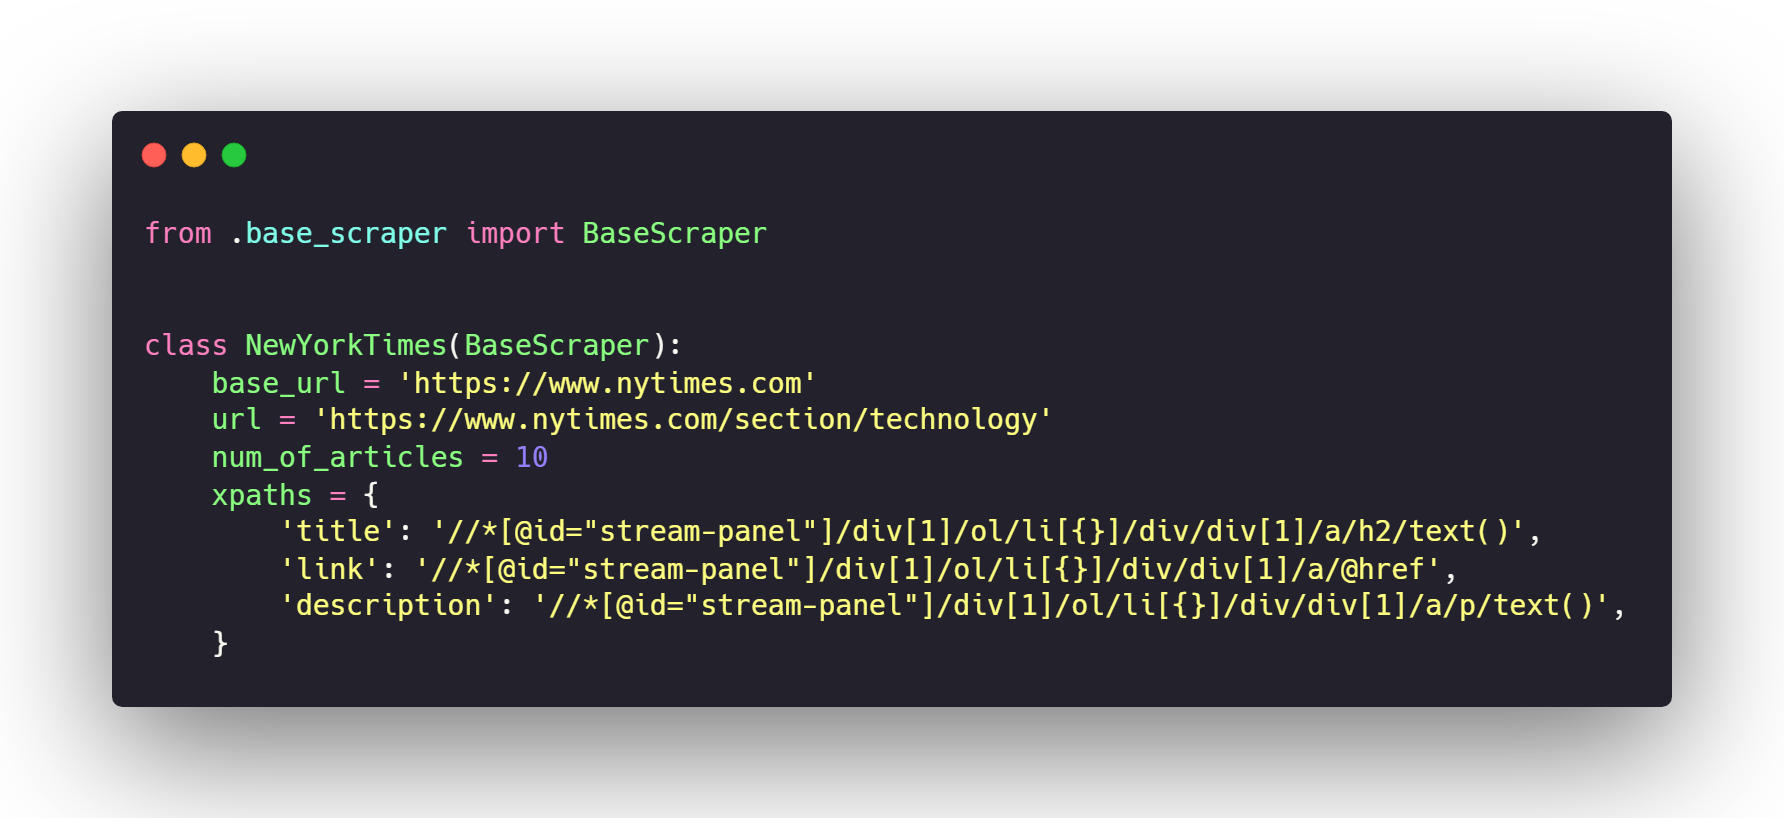 from .base_scraper import BaseScraper
class NewYorkTimes(BaseScraper):
    base_url = 'https://www.nytimes.com'
    url = 'https://www.nytimes.com/section/technology'
    num_of_articles = 10
    xpaths = {
        'title': '//*[@id="stream-panel"]/div[1]/ol/li[{}]/div/div[1]/a/h2/text()',
        'link': '//*[@id="stream-panel"]/div[1]/ol/li[{}]/div/div[1]/a/@href',
        'description': '//*[@id="stream-panel"]/div[1]/ol/li[{}]/div/div[1]/a/p/text()',
    }